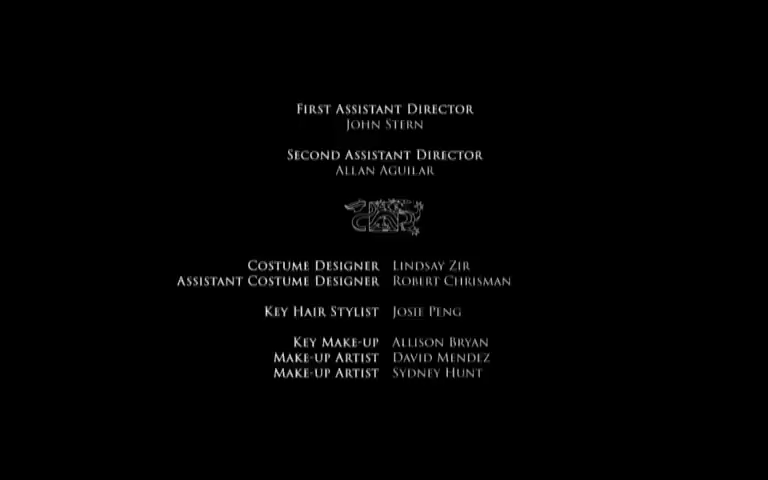 First Assistant Director
John Stern
Second Assistant Director
Allan Aguilar
Costume Designer Lindsay Zir
Assistant Costume Designer Robert Chrisman
Key Hair Stylist Josie Peng
Key Make-up Allison Bryan
Make-up Artist David Mendez
Make-up Artist Sydney Hunt